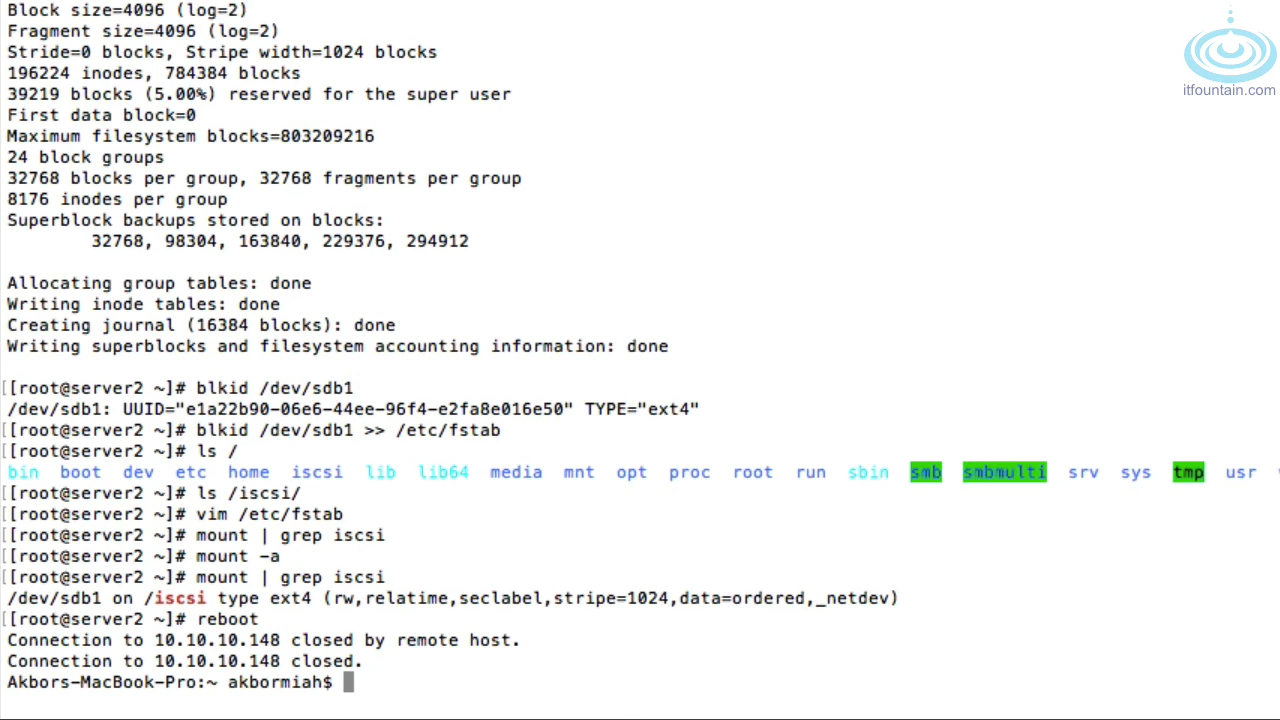 Block size=4096 (log=2)
Fragment size=4096 (log=2)
Stride=0 blocks, Stripe width=1024 blocks
196224 inodes, 784384 blocks
39219 blocks (5.00%) reserved for the super user
First data block=0
Maximum filesystem blocks=803209216
24 block groups
32768 blocks per group, 32768 fragments per group
8176 inodes per group
Superblock backups stored on blocks:
        32768, 98304, 163840, 229376, 294912

Allocating group tables: done
Writing inode tables: done
Creating journal (16384 blocks): done
Writing superblocks and filesystem accounting information: done

[[root@server2 ~]# blkid /dev/sdb1
/dev/sdb1: UUID="e1a22b90-06e6-44ee-96f4-e2fa8e016e50" TYPE="ext4"
[[root@server2 ~]# blkid /dev/sdb1 >> /etc/fstab
[[root@server2 ~]# ls /
bin boot dev etc home iscsi lib lib64 media mnt opt proc root run sbin smb smbmulti srv sys tmp usr
[[root@server2 ~]# ls /iscsi/
[[root@server2 ~]# vim /etc/fstab
[[root@server2 ~]# mount | grep iscsi
[[root@server2 ~]# mount -a
[[root@server2 ~]# mount | grep iscsi
/dev/sdb1 on /iscsi type ext4 (rw,relatime,seclabel,stripe=1024,data=ordered,_netdev)
[[root@server2 ~]# reboot
Connection to 10.10.10.148 closed by remote host.
Connection to 10.10.10.148 closed.
Akbors-MacBook-Pro:~ akbormiah$
itfountain.com